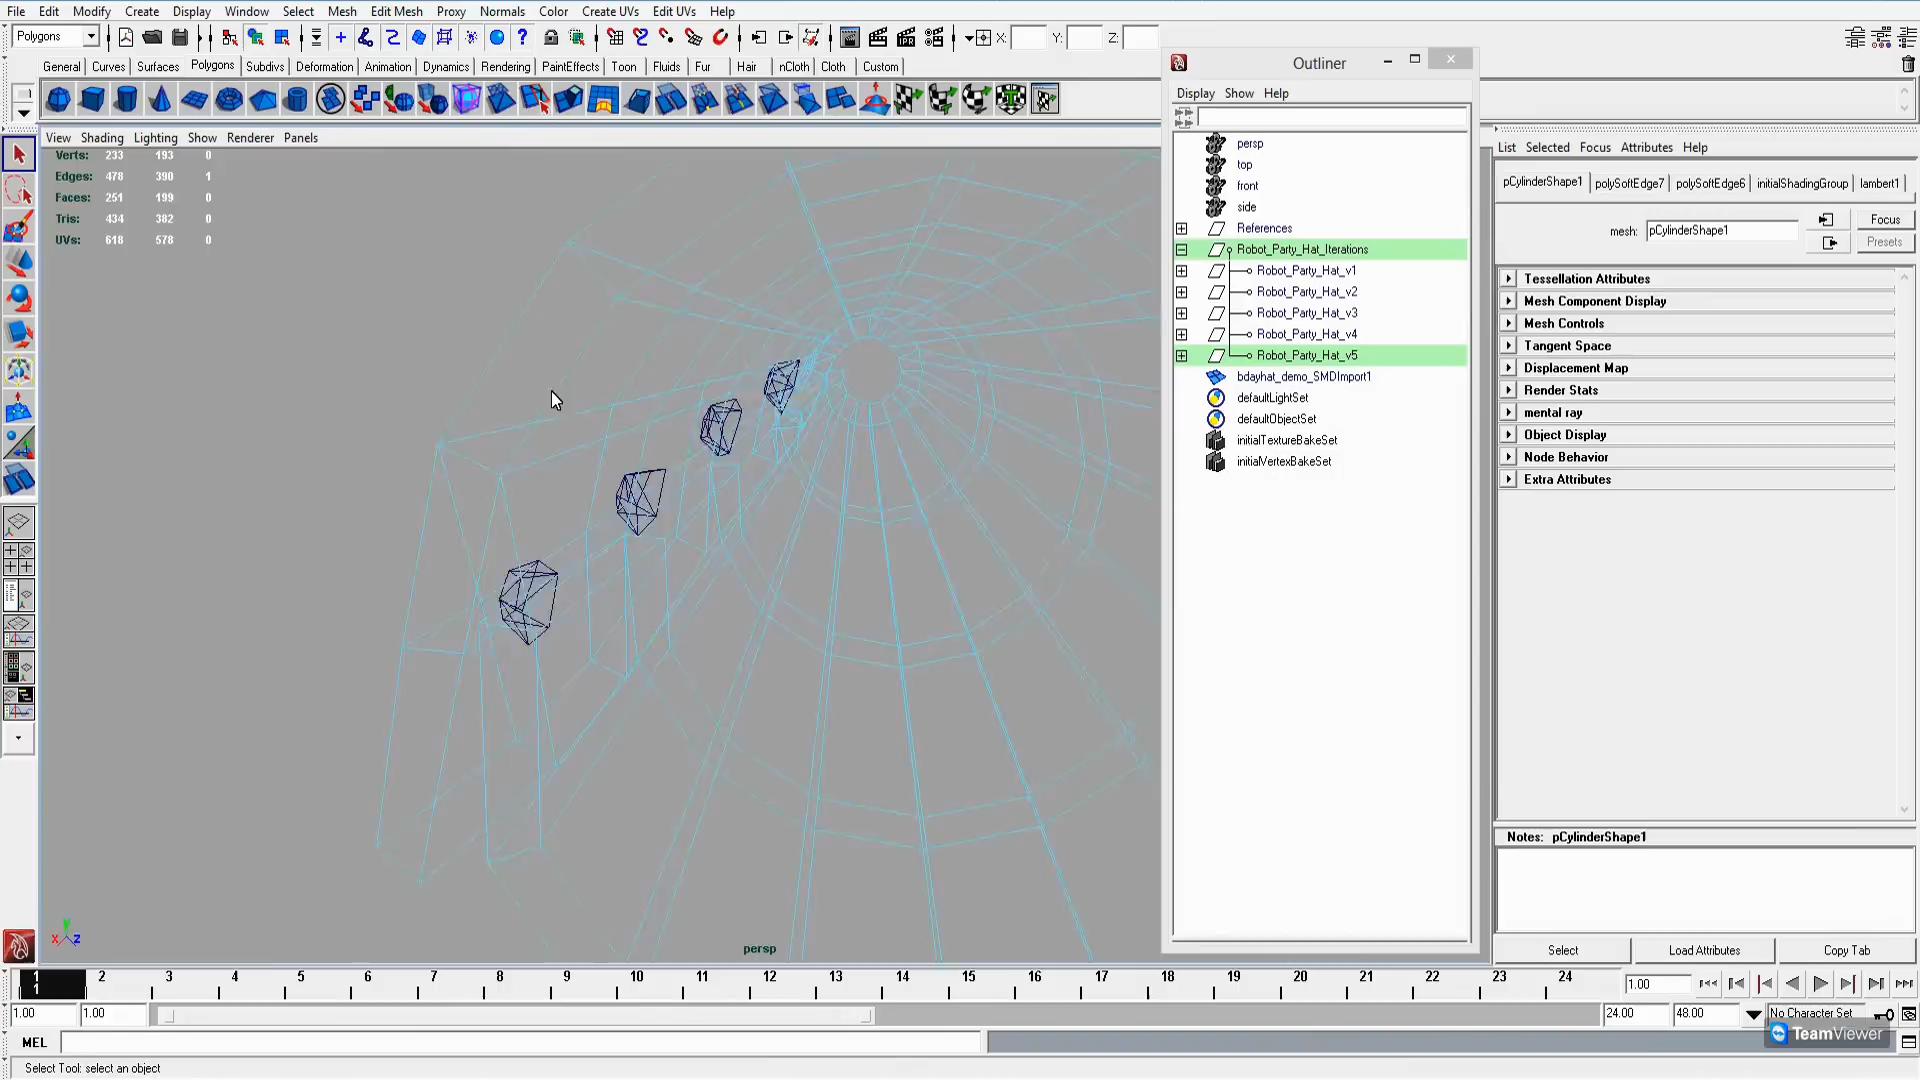 File Edit Modify Create Display Window Select Mesh Edit Mesh Proxy Normals Color Create UVs Edit UVs Help
Polygons X: Y: Z:
General Curves Surfaces Polygons Subdivs Deformation Animation Dynamics Rendering PaintEffects Toon Fluids Fur Hair nCloth Cloth Custom
View Shading Lighting Show Renderer Panels
Verts: 233 193 0
Edges: 478 390 1
Faces: 251 199 0
Tris: 434 382 0
UVs: 618 578 0
persp
Outliner
Display Show Help
persp
top
front
side
References
Robot_Party_Hat_Iterations
Robot_Party_Hat_v1
Robot_Party_Hat_v2
Robot_Party_Hat_v3
Robot_Party_Hat_v4
Robot_Party_Hat_v5
bdayhat_demo_SMDImport1
defaultLightSet
defaultObjectSet
initialTextureBakeSet
initialVertexBakeSet
List Selected Focus Attributes Help
pCylinderShape1 polySoftEdge7 polySoftEdge6 initialShadingGroup lambert1
mesh: pCylinderShape1
Focus
Presets
Tessellation Attributes
Mesh Component Display
Mesh Controls
Tangent Space
Displacement Map
Render Stats
mental ray
Object Display
Node Behavior
Extra Attributes
Notes: pCylinderShape1
Select Load Attributes Copy Tab
1 2 3 4 5 6 7 8 9 10 11 12 13 14 15 16 17 18 19 20 21 22 23 24
1
1.00
1.00 1.00 24.00 48.00 No Character Set
TeamViewer
MEL
Select Tool: select an object
x y z